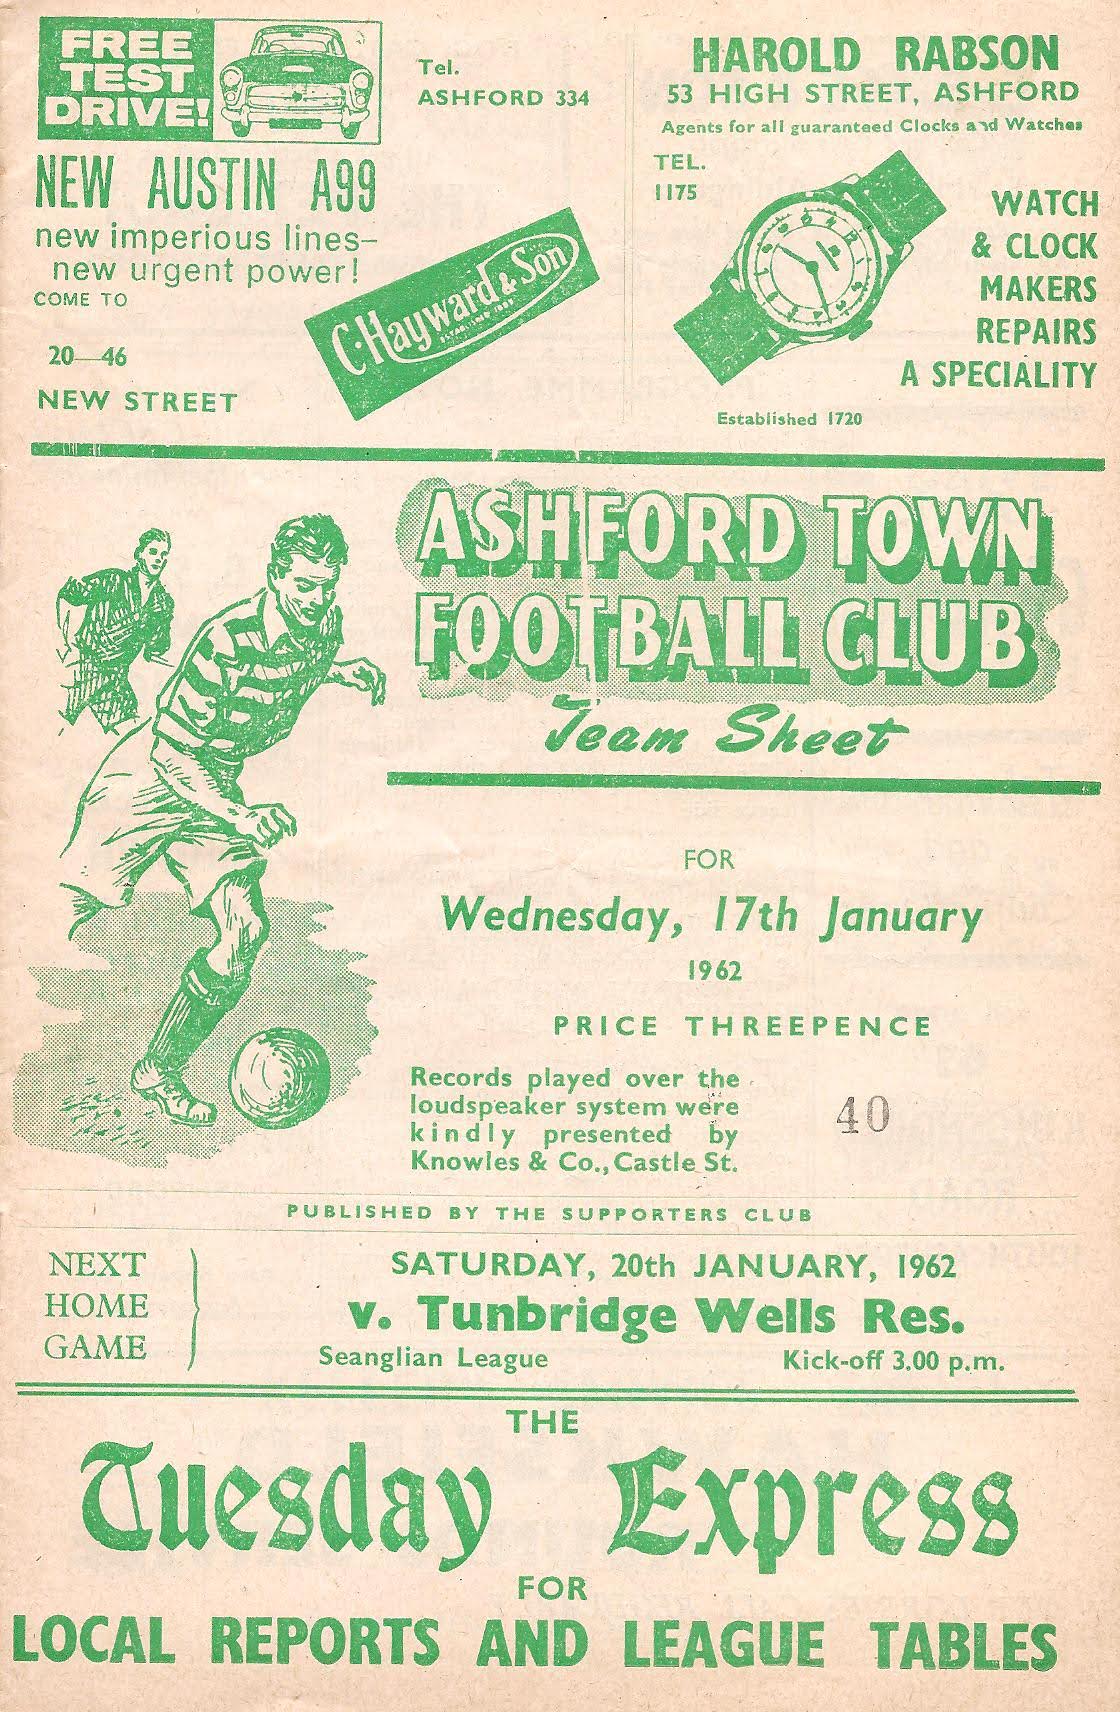 FREE
TEST
DRIVE!
NEW AUSTIN A99
new imperious lines–
new urgent power!
COME TO
20—46
NEW STREET
Tel.
ASHFORD 334
C. Hayward & Son
HAROLD RABSON
53 HIGH STREET, ASHFORD
Agents for all guaranteed Clocks and Watches
TEL.
1175
WATCH
& CLOCK
MAKERS
REPAIRS
A SPECIALITY
Established 1720
ASHFORD TOWN
FOOTBALL CLUB
Team Sheet
FOR
Wednesday, 17th January
1962
PRICE THREEPENCE
Records played over the
loudspeaker system were
kindly presented by
Knowles & Co., Castle St.
40
PUBLISHED BY THE SUPPORTERS CLUB
NEXT
HOME
GAME
SATURDAY, 20th JANUARY, 1962
v. Tunbridge Wells Res.
Seanglian League Kick-off 3.00 p.m.
THE
Tuesday Express
FOR
LOCAL REPORTS AND LEAGUE TABLES